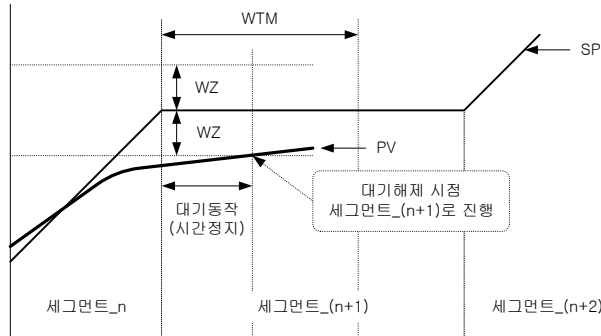 WTM
SP
WZ
WZ
PV
대기동작
(시간정지)
대기해제 시점
세그먼트_(n+1)로 진행
세그먼트_n
세그먼트_(n+1)
세그먼트_(n+2)